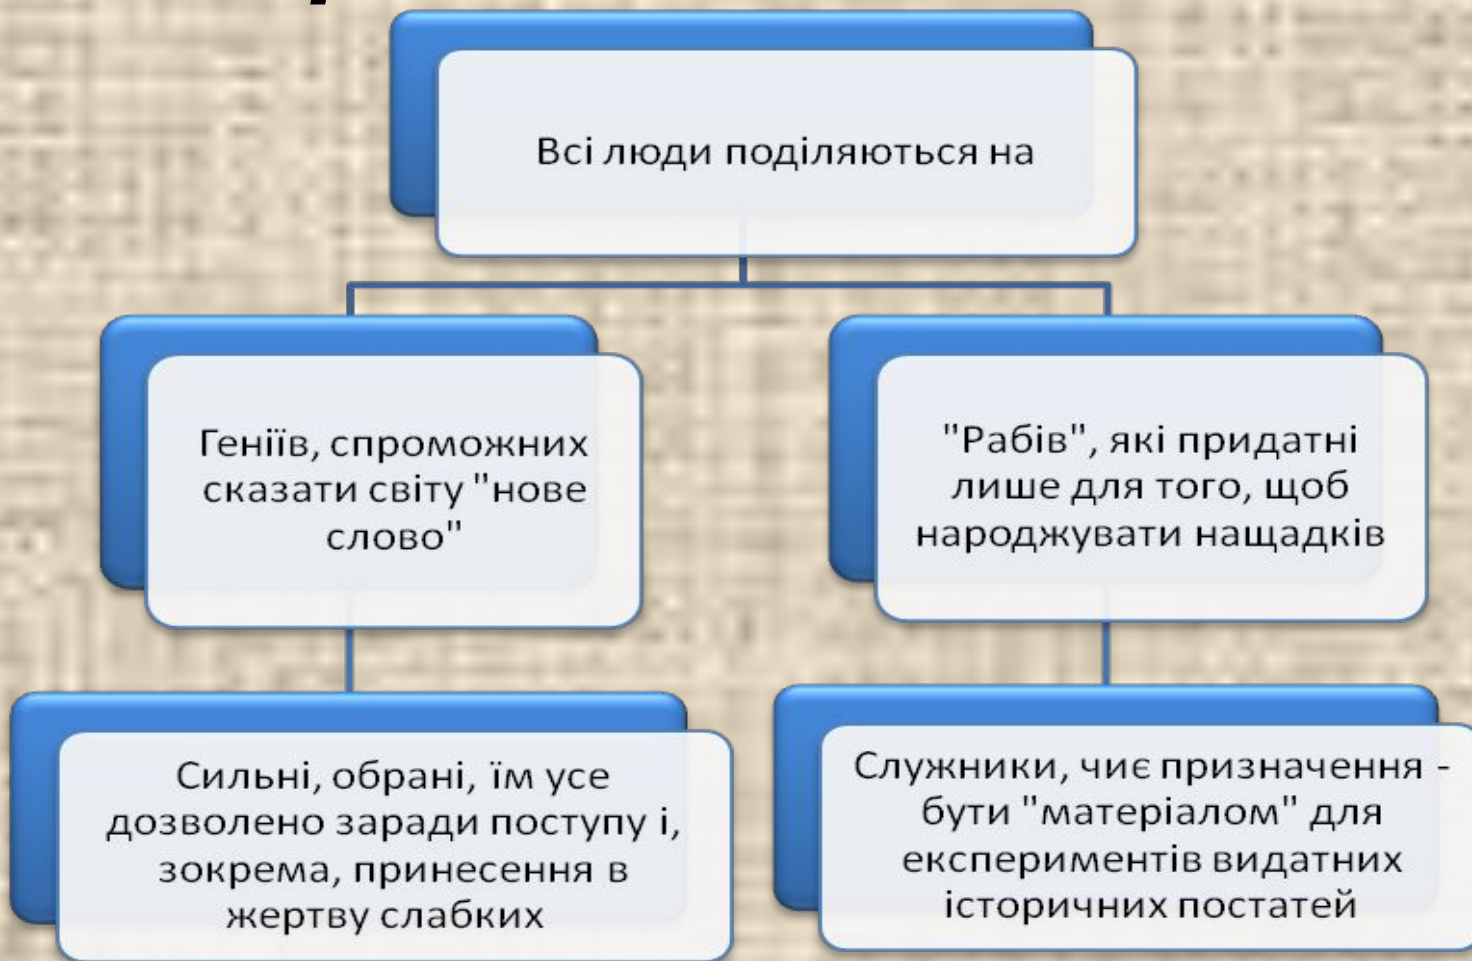 Всі люди поділяються на
Геніїв, спроможних
сказати світу "нове
слово"
"Рабів", які придатні
лише для того, щоб
народжувати нащадків
Сильні, обрані, їм усе
дозволено заради поступу і,
зокрема, принесення в
жертву слабких
Служники, чиє призначення -
бути "матеріалом" для
експериментів видатних
історичних постатей